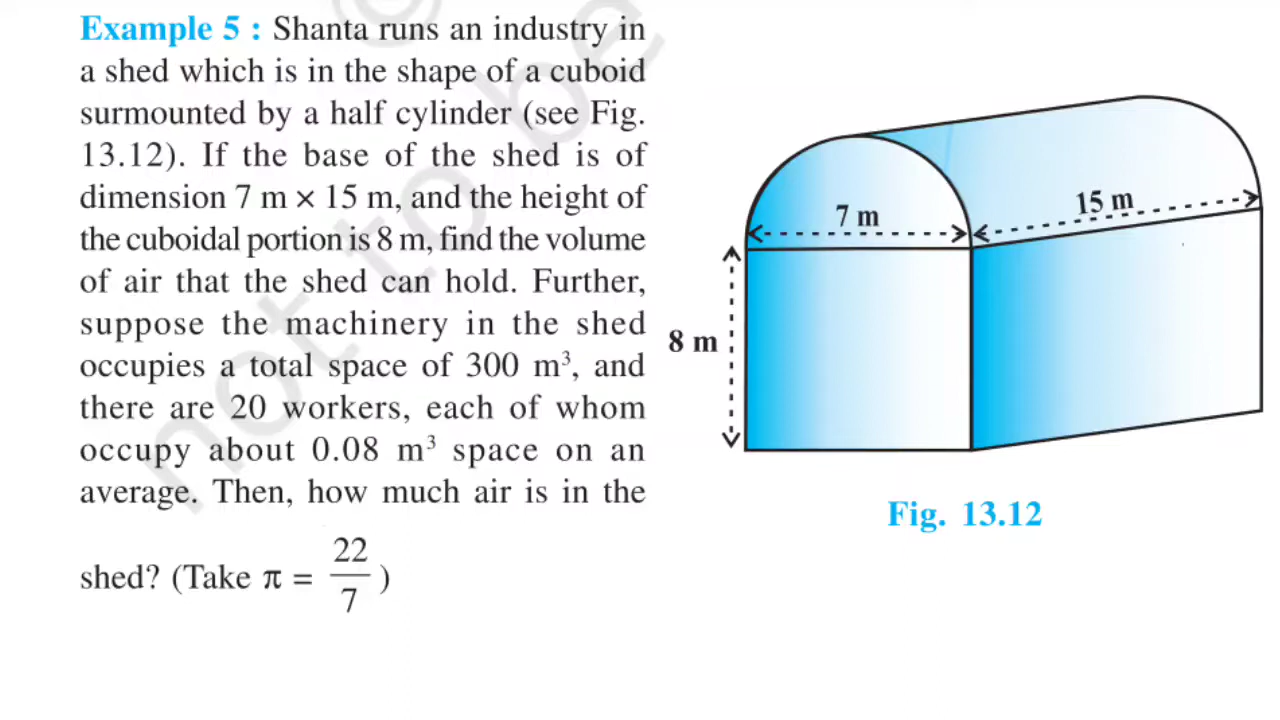 Example 5 : Shanta runs an industry in
a shed which is in the shape of a cuboid
surmounted by a half cylinder (see Fig.
13.12). If the base of the shed is of
dimension 7 m × 15 m, and the height of
the cuboidal portion is 8 m, find the volume
of air that the shed can hold. Further,
suppose the machinery in the shed
occupies a total space of 300 m³, and
there are 20 workers, each of whom
occupy about 0.08 m³ space on an
average. Then, how much air is in the
shed? (Take π = 22/7 )
7 m
15 m
8 m
Fig. 13.12
not to be
©